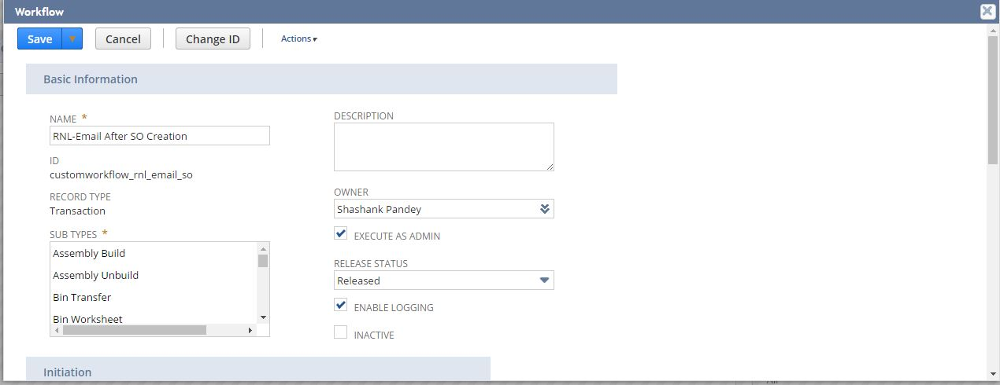 Workflow
Save Cancel Change ID Actions
Basic Information
NAME *
RNL-Email After SO Creation
ID
customworkflow_rnl_email_so
RECORD TYPE
Transaction
SUB TYPES *
Assembly Build
Assembly Unbuild
Bin Transfer
Bin Worksheet
DESCRIPTION
OWNER
Shashank Pandey
EXECUTE AS ADMIN
RELEASE STATUS
Released
ENABLE LOGGING
INACTIVE
Initiation